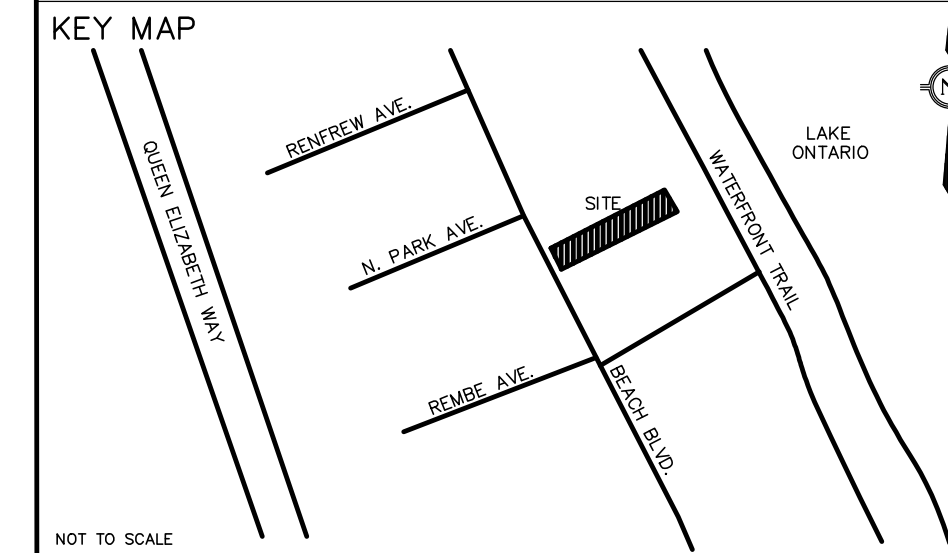 KEY MAP
RENFREW AVE.
LAKE
ONTARIO
N
QUEEN ELIZABETH WAY
WATERFRONT TRAIL
SITE
N. PARK AVE.
REMBE AVE.
BEACH BLVD.
NOT TO SCALE